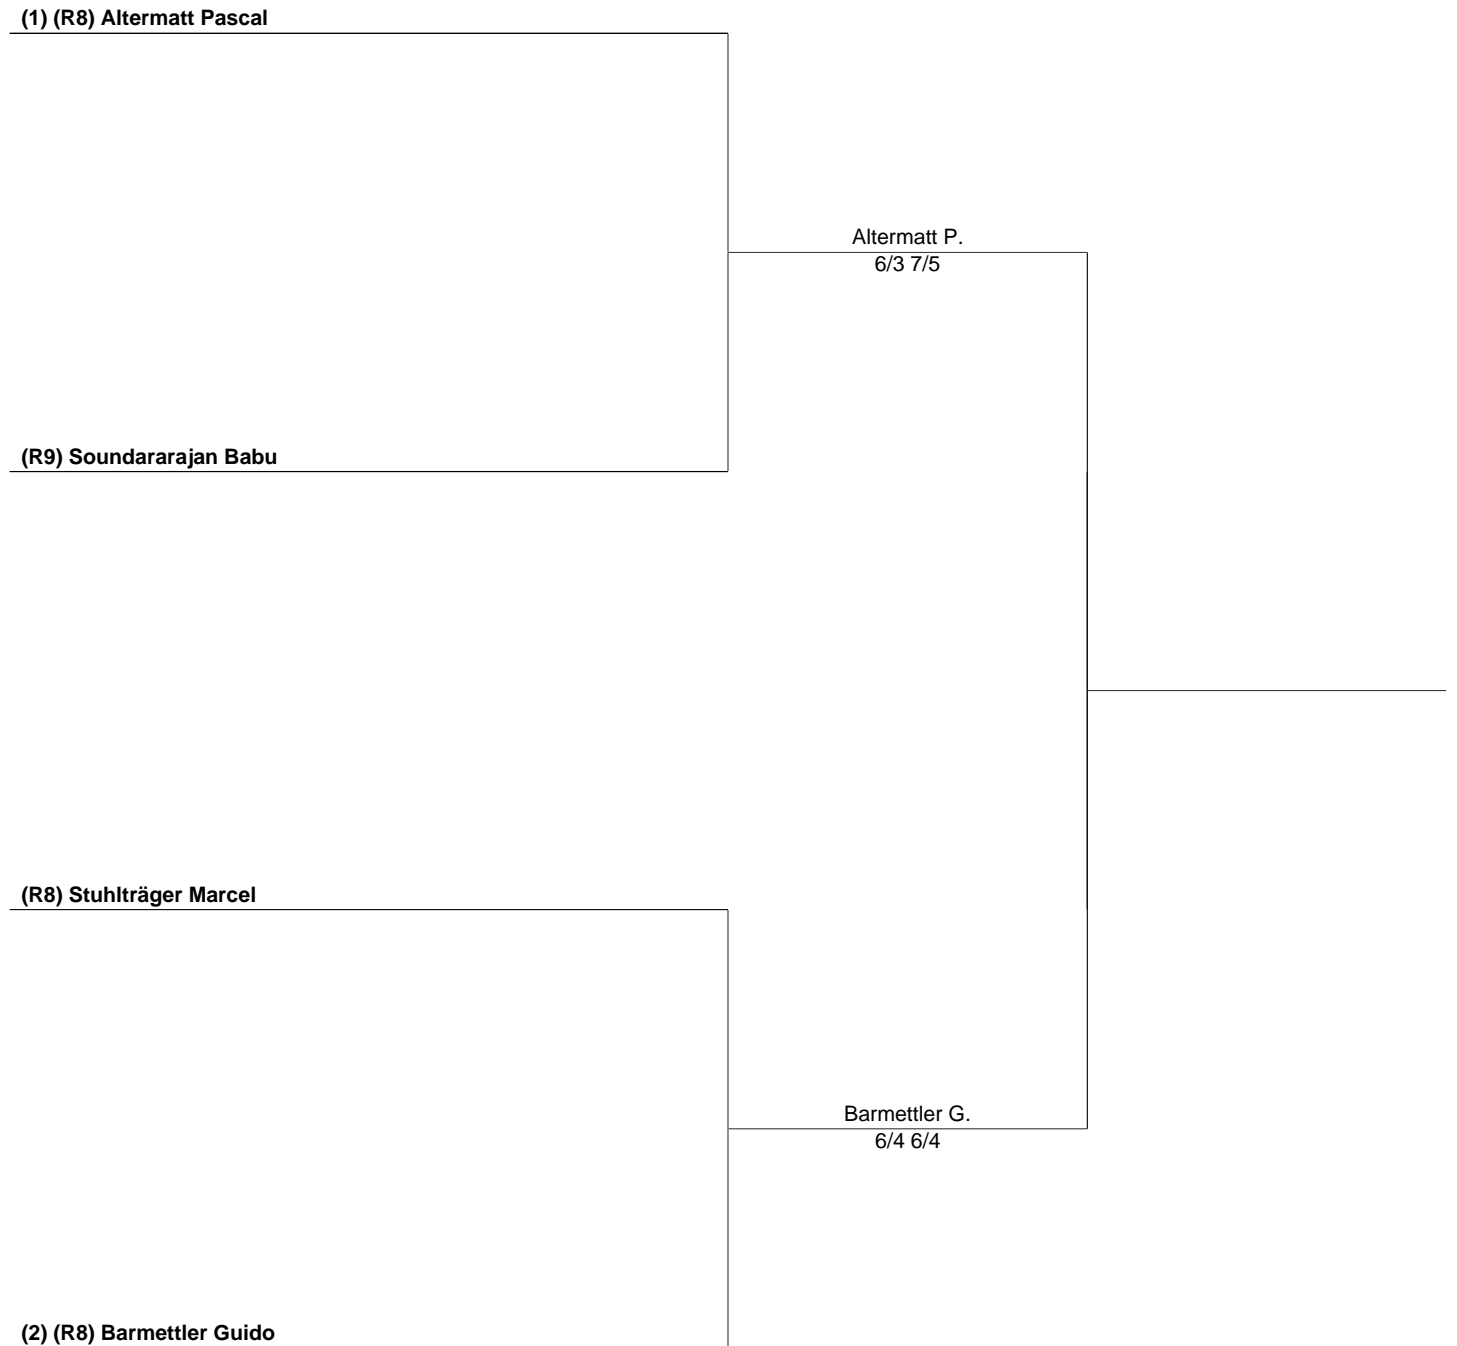 (1) (R8) Altermatt Pascal
Altermatt P.
6/3 7/5
(R9) Soundararajan Babu
(R8) Stuhlträger Marcel
Barmettler G.
6/4 6/4
(2) (R8) Barmettler Guido